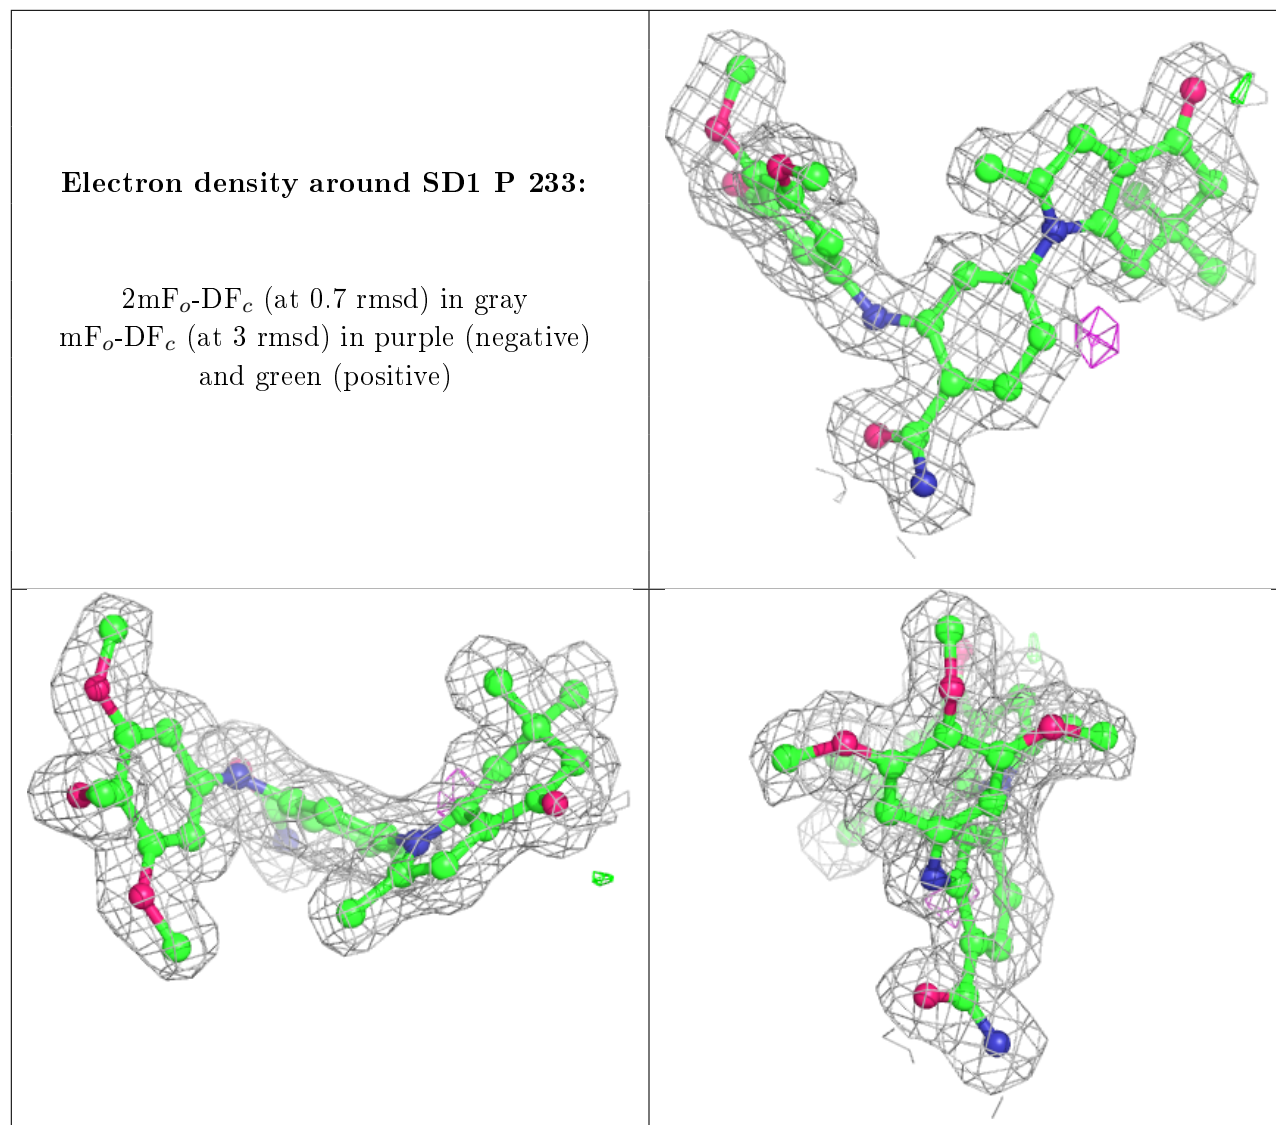 Electron density around SD1 P 233:
2mFo-DFc (at 0.7 rmsd) in gray
mFo-DFc (at 3 rmsd) in purple (negative)
and green (positive)